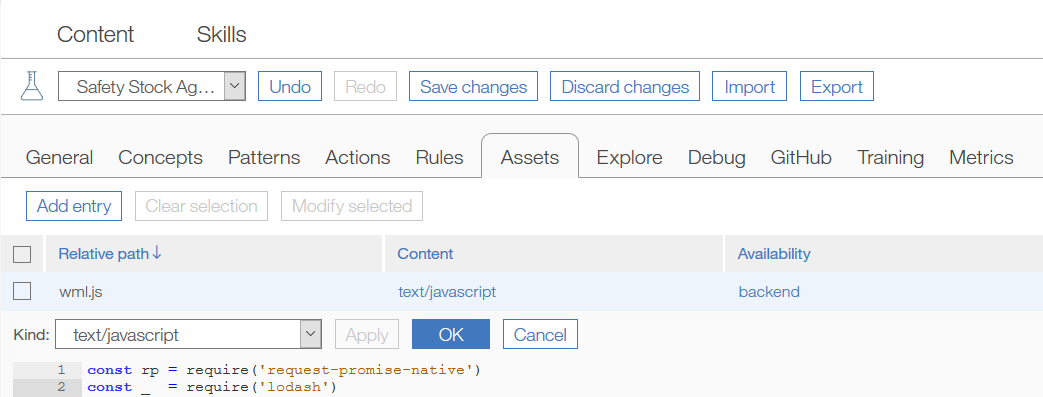 Content Skills
Safety Stock Ag... Undo Redo Save changes Discard changes Import Export
General Concepts Patterns Actions Rules Assets Explore Debug GitHub Training Metrics
Add entry Clear selection Modify selected
Relative path↓ Content Availability
wml.js text/javascript backend
Kind: text/javascript Apply OK Cancel
1 const rp = require('request-promise-native')
2 const _  = require('lodash')